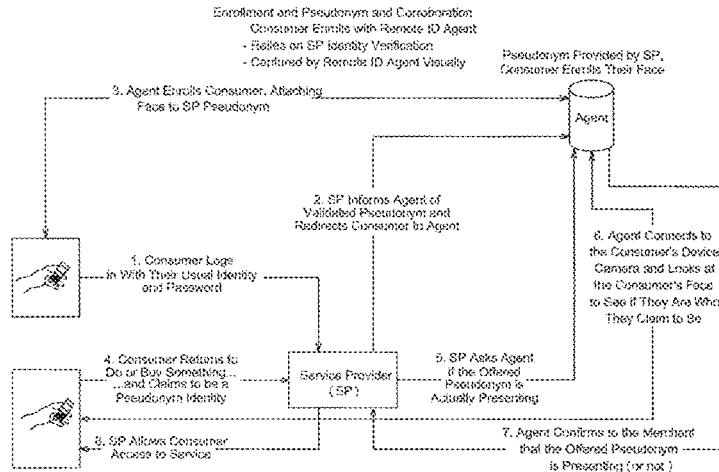 Enrollment and Pseudonym and Corroboration
Consumer Enrolls with Remote ID Agent
- Relies on SP Identity Verification
- Captured by Remote ID Agent Visually
Pseudonym Provided by SP,
Consumer Enrolls Their Face
3. Agent Enrolls Consumer, Attaching
Face to SP Pseudonym
Agent
2. SP Informs Agent of
Validated Pseudonym and
Redirects Consumer to Agent
1. Consumer Logs
in With Their Usual Identity
and Password
6. Agent Connects to
the Consumer's Device
Camera and Looks at
the Consumer's Face
to See if They Are Who
They Claim to Be
4. Consumer Returns to
Do or Buy Something...
...and Claims to be a
Pseudonym Identity
Service Provider
(SP)
5. SP Asks Agent
if the Offered
Pseudonym is
Actually Presenting
8. SP Allows Consumer
Access to Service
7. Agent Confirms to the Merchant
that the Offered Pseudonym
is Presenting (or not)